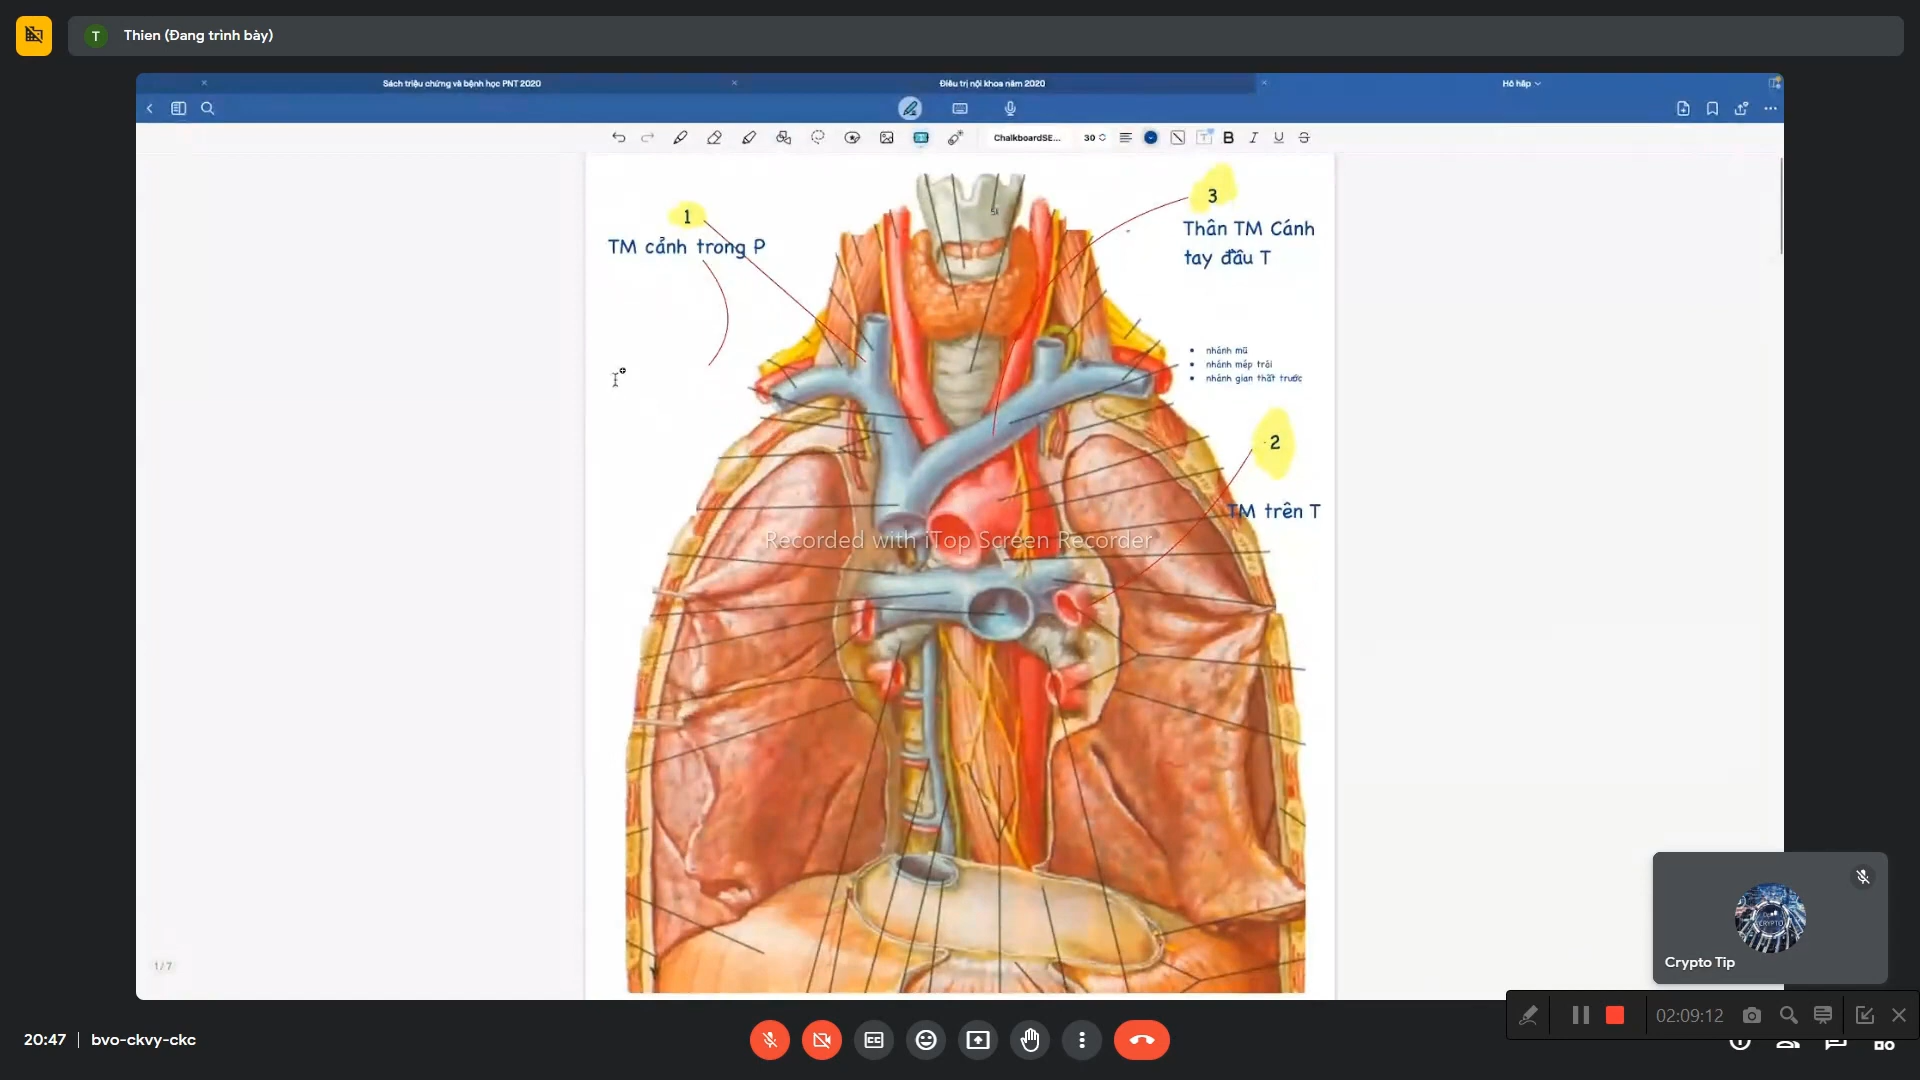 T Thien (Đang trình bày)
Sách triệu chứng và bệnh học PNT 2020
Điều trị nội khoa năm 2020
Hô hấp
ChalkboardSE...
30
B I U S
1
TM cảnh trong P
3
Thân TM Cánh
tay đầu T
nhánh mũ
nhánh mép trái
nhánh gian thất trước
2
TM trên T
Recorded with iTop Screen Recorder
1 / 7
Crypto Tip
02:09:12
20:47 | bvo-ckvy-ckc